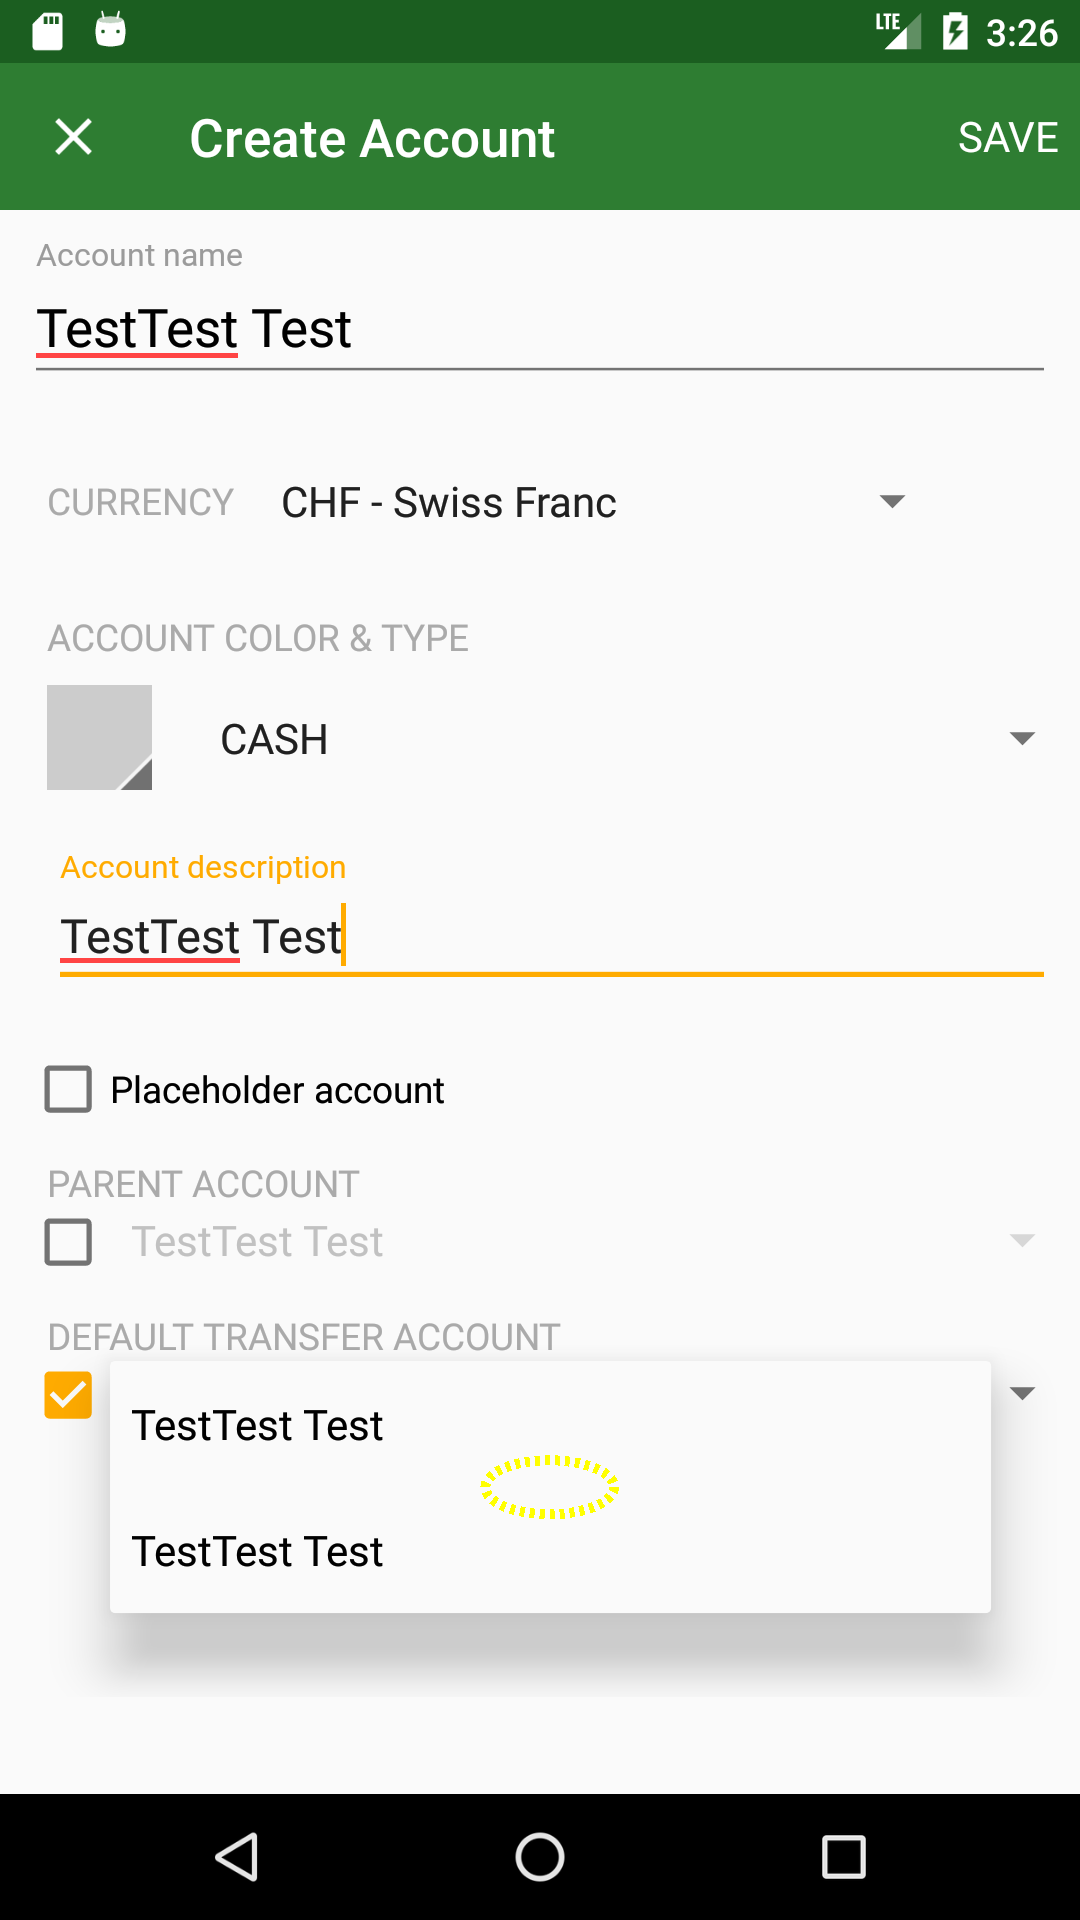 LTE 3:26
Create Account SAVE
Account name
TestTest Test
CURRENCY CHF - Swiss Franc
ACCOUNT COLOR & TYPE
CASH
Account description
TestTest Test
Placeholder account
PARENT ACCOUNT
TestTest Test
DEFAULT TRANSFER ACCOUNT
TestTest Test
TestTest Test